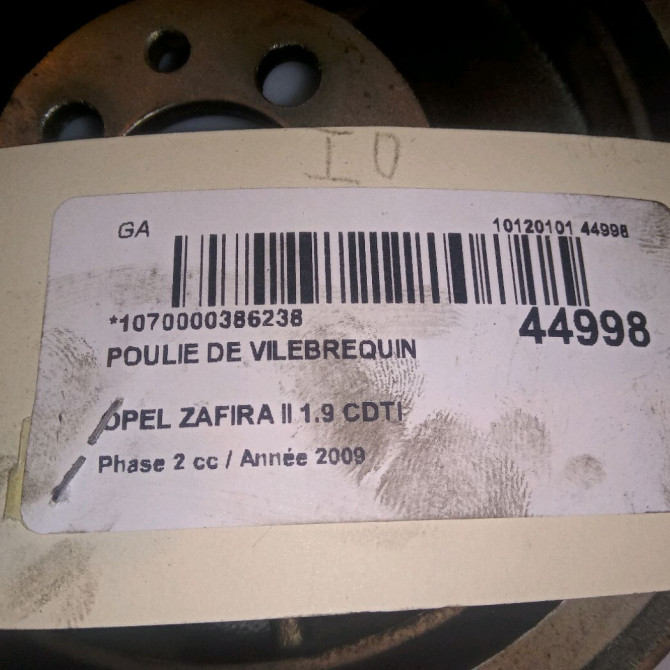 I O
GA
10120101 44998
*1070000386238
44998
POULIE DE VILEBREQUIN
OPEL ZAFIRA II 1.9 CDTI
Phase 2 cc / Année 2009